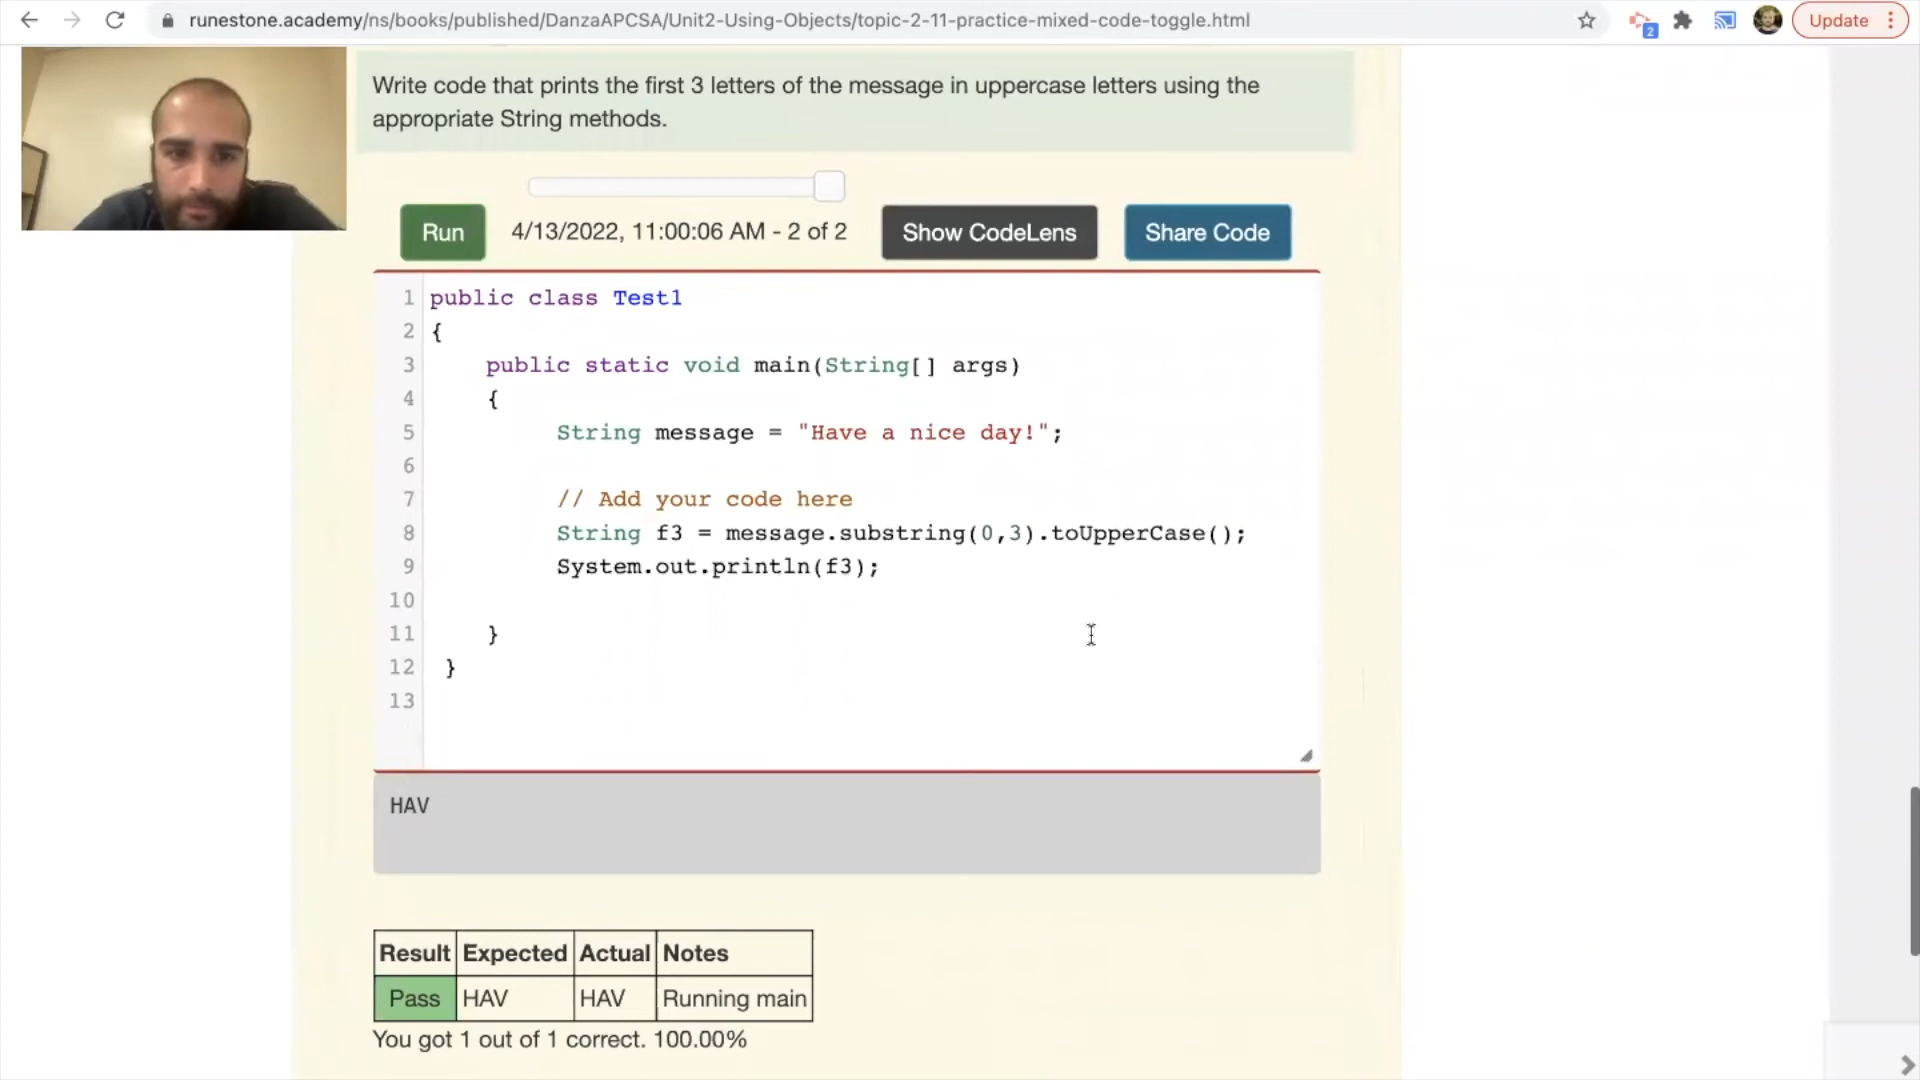 runestone.academy/ns/books/published/DanzaAPCSA/Unit2-Using-Objects/topic-2-11-practice-mixed-code-toggle.html
2
Update
Write code that prints the first 3 letters of the message in uppercase letters using the
appropriate String methods.
Run
4/13/2022, 11:00:06 AM - 2 of 2
Show CodeLens
Share Code
1 public class Test1
2 {
3 public static void main(String[] args)
4 {
5 String message = "Have a nice day!";
6
7 // Add your code here
8 String f3 = message.substring(0,3).toUpperCase();
9 System.out.println(f3);
10
11 }
12 }
13
HAV
Result Expected Actual Notes
Pass HAV HAV Running main
You got 1 out of 1 correct. 100.00%